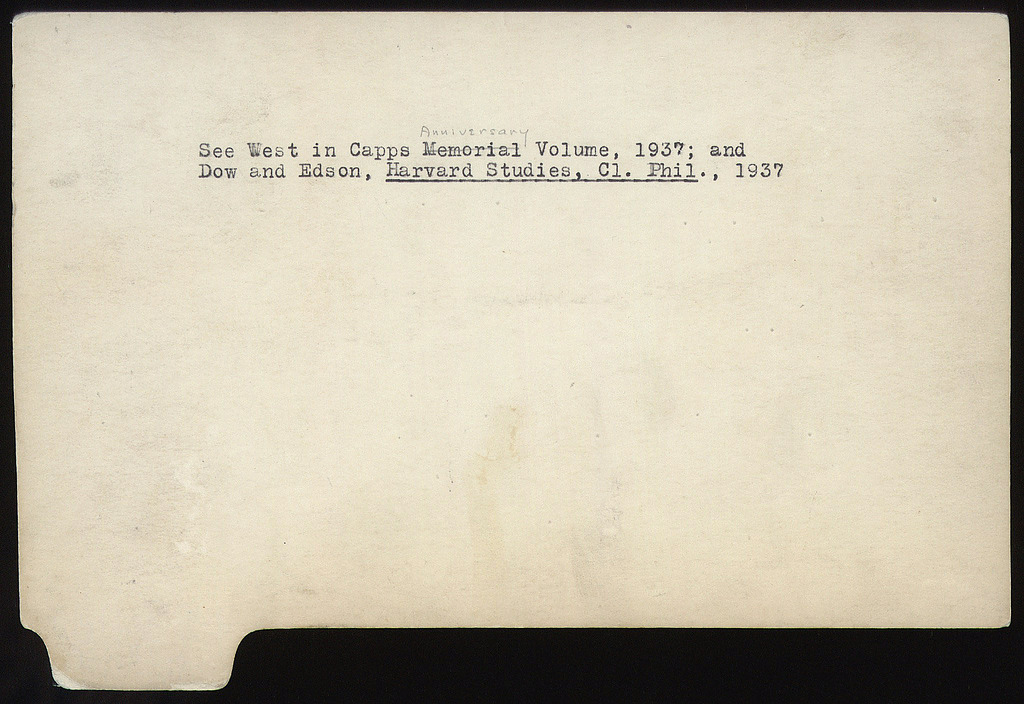 Anniversary
See West in Capps Memorial Volume, 1937; and
Dow and Edson, Harvard Studies, Cl. Phil., 1937